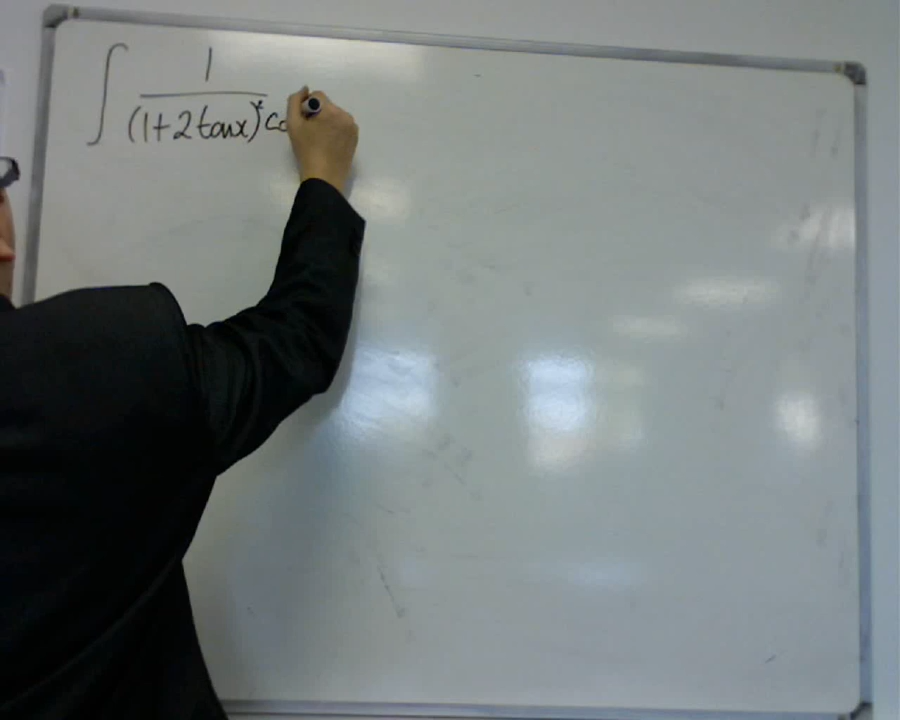 ∫ 1/(1+2tanx)² co